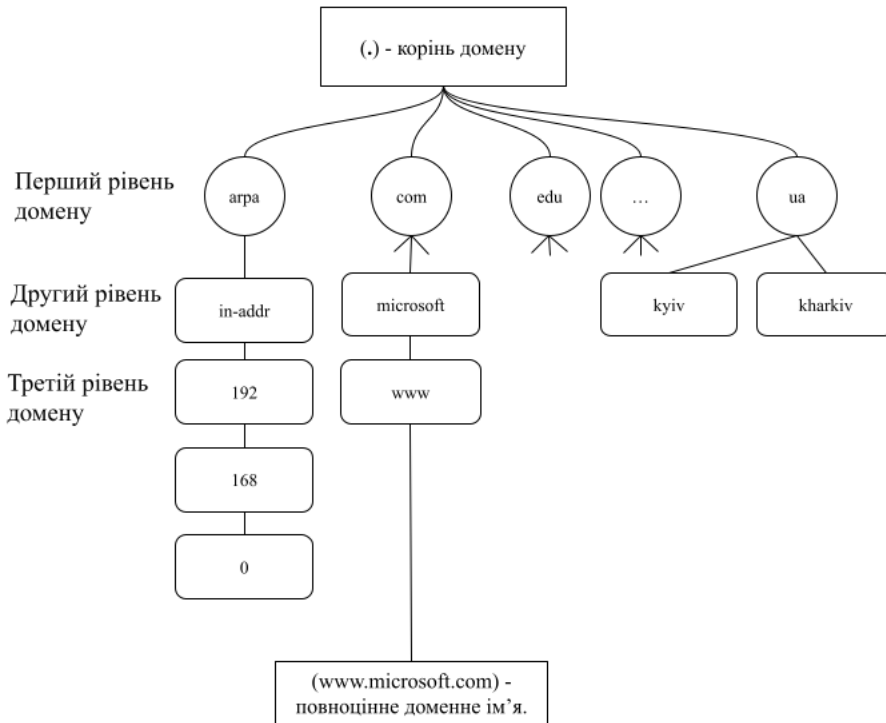 (.) - корінь домену
Перший рівень
домену
arpa
com
edu
...
ua
Другий рівень
домену
in-addr
microsoft
kyiv
kharkiv
Третій рівень
домену
192
www
168
0
(www.microsoft.com) -
повноцінне доменне ім’я.